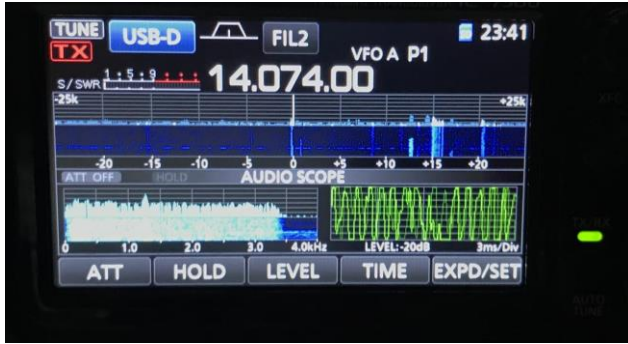 TUNE USB-D FIL2 23:41
TX VFO A P1
S/SWR 1 5 9 14.074.00
-25k +25k
-20 -15 -10 -5 0 +5 +10 +15 +20
ATT OFF HOLD AUDIO SCOPE
0 1.0 2.0 3.0 4.0kHz LEVEL:-20dB 3ms/Div
ATT HOLD LEVEL TIME EXPD/SET
TX/RX
AUTO
TUNE